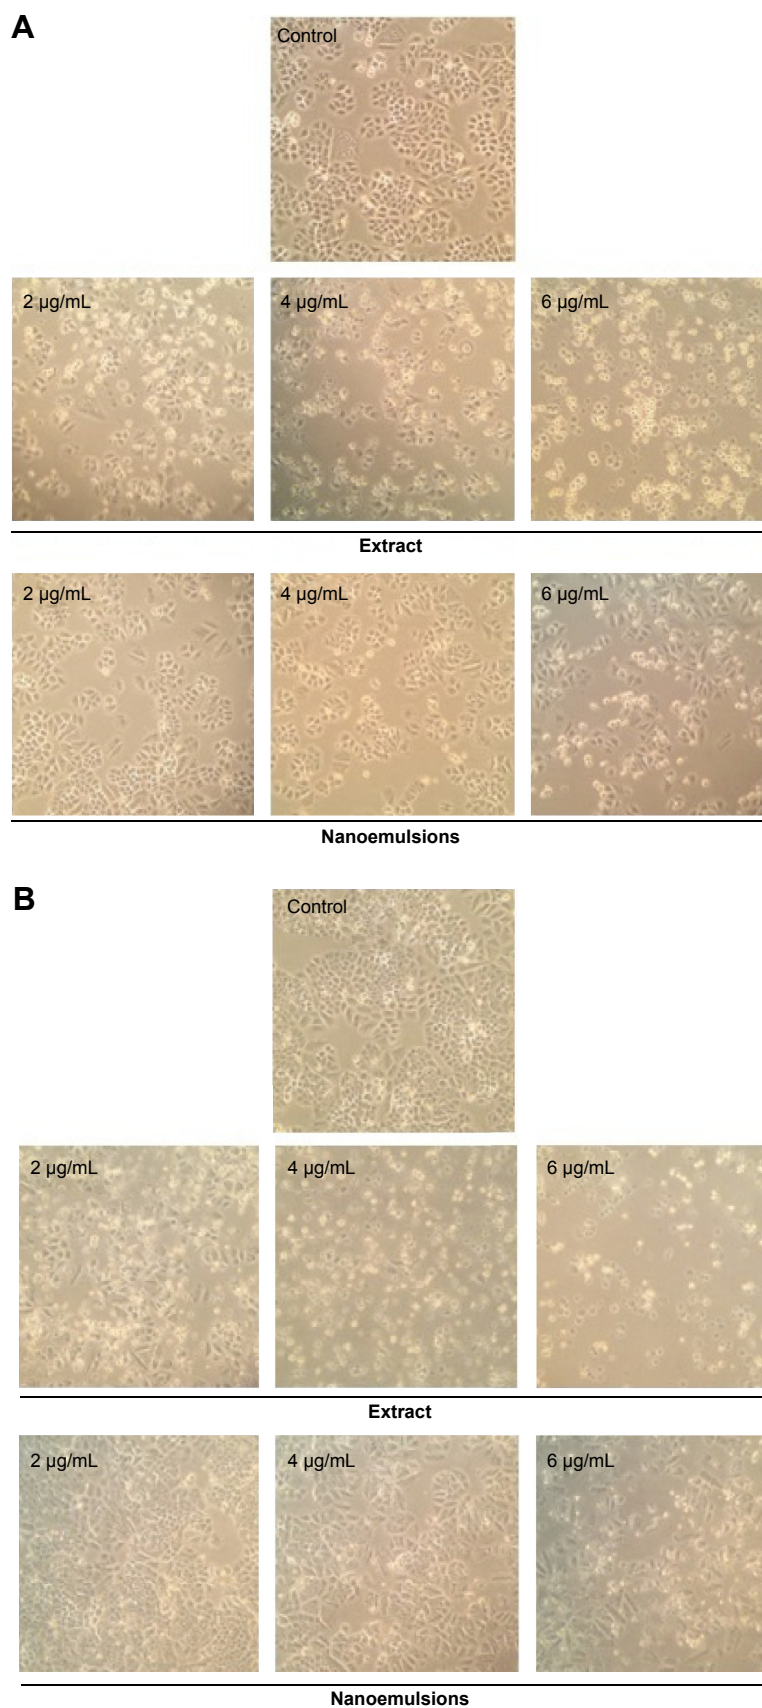 A
Control
2 µg/mL 4 µg/mL 6 µg/mL
Extract
2 µg/mL 4 µg/mL 6 µg/mL
Nanoemulsions
B
Control
2 µg/mL 4 µg/mL 6 µg/mL
Extract
2 µg/mL 4 µg/mL 6 µg/mL
Nanoemulsions